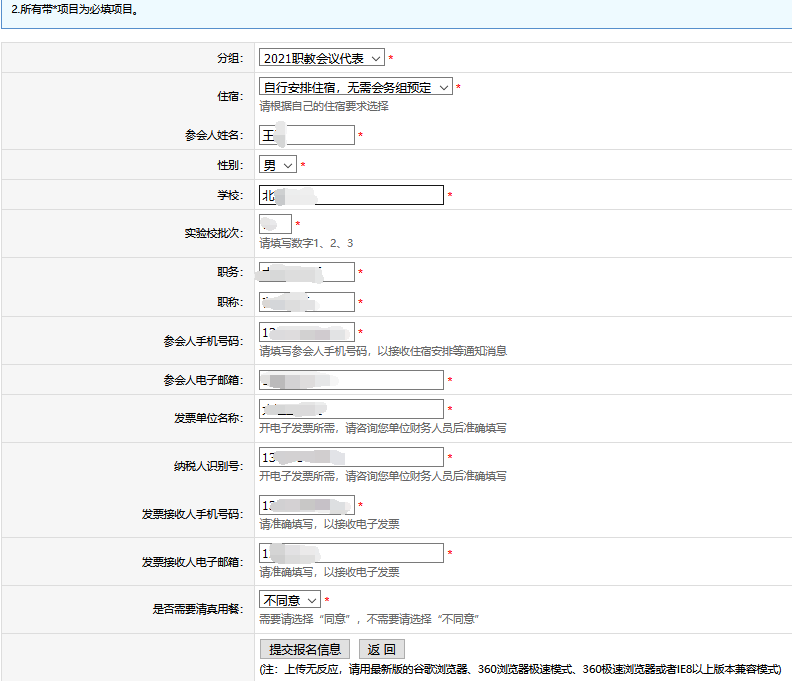 2.所有带*项目为必填项目。
分组: 2021职教会议代表 *
住宿: 自行安排住宿，无需会务组预定 *
请根据自己的住宿要求选择
参会人姓名: 王 *
性别: 男 *
学校: 北 *
实验校批次: *
请填写数字1、2、3
职务: *
职称: *
参会人手机号码: 13 *
请填写参会人手机号码，以接收住宿安排等通知消息
参会人电子邮箱: *
发票单位名称: *
开电子发票所需，请咨询您单位财务人员后准确填写
纳税人识别号: 13 *
开电子发票所需，请咨询您单位财务人员后准确填写
发票接收人手机号码: 13 *
请准确填写，以接收电子发票
发票接收人电子邮箱: 1 *
请准确填写，以接收电子发票
是否需要清真用餐: 不同意 *
需要请选择“同意”，不需要请选择“不同意”
提交报名信息 返 回
(注：上传无反应，请用最新版的谷歌浏览器、360浏览器极速模式、360极速浏览器或者IE8以上版本兼容模式)